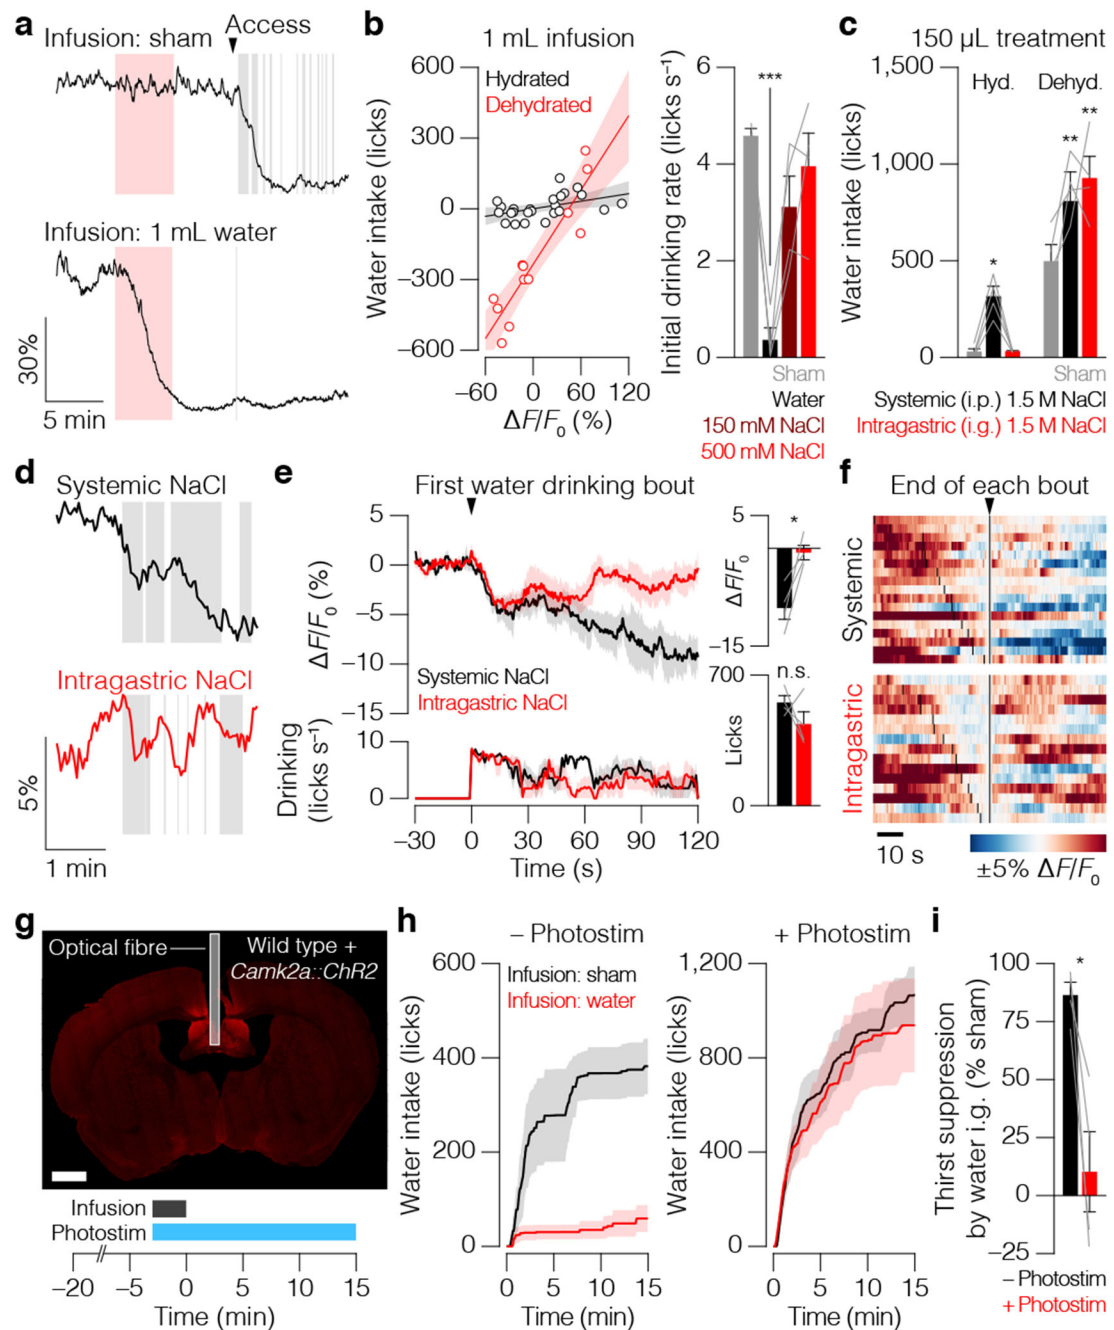 a
Infusion: sham
Access
Infusion: 1 mL water
30%
5 min
b
1 mL infusion
Water intake (licks)
600
300
0
−300
−600
Hydrated
Dehydrated
−60
0
60
120
ΔF/F0 (%)
Initial drinking rate (licks s−1)
6
4
2
0
***
Sham
Water
150 mM NaCl
500 mM NaCl
c
150 µL treatment
Water intake (licks)
1,500
1,000
500
0
Hyd.
Dehyd.
*
**
**
Sham
Systemic (i.p.) 1.5 M NaCl
Intragastric (i.g.) 1.5 M NaCl
d
Systemic NaCl
Intragastric NaCl
5%
1 min
e
First water drinking bout
ΔF/F0 (%)
5
0
−5
−10
−15
Systemic NaCl
Intragastric NaCl
Drinking
(licks s−1)
10
0
−30
0
30
60
90
120
Time (s)
ΔF/F0
5
−15
*
Licks
700
0
n.s.
f
End of each bout
Systemic
Intragastric
10 s
±5% ΔF/F0
g
Optical fibre
Wild type +
Camk2a::ChR2
Infusion
Photostim
−20
−5
0
5
10
15
Time (min)
h
– Photostim
Water intake (licks)
600
400
200
0
Infusion: sham
Infusion: water
0
5
10
15
Time (min)
+ Photostim
Water intake (licks)
1,200
800
400
0
0
5
10
15
Time (min)
i
Thirst suppression
by water i.g. (% sham)
100
75
50
25
0
−25
*
– Photostim
+ Photostim